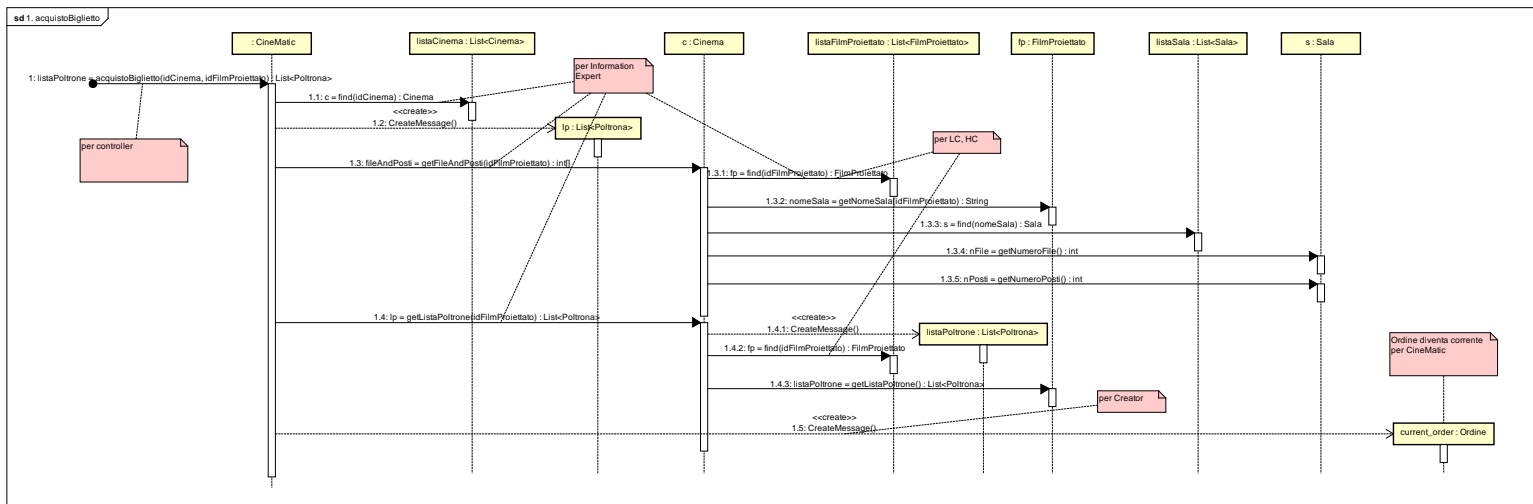 sd 1. acquistoBiglietto
: CineMatic
listaCinema : List<Cinema>
c : Cinema
listaFilmProiettato : List<FilmProiettato>
fp : FilmProiettato
listaSala : List<Sala>
s : Sala
1: listaPoltrone = acquistoBiglietto(idCinema, idFilmProiettato) : List<Poltrona>
per Information
Expert
1.1: c = find(idCinema) : Cinema
<<create>>
1.2: CreateMessage()
lp : List<Poltrona>
per controller
per LC, HC
1.3: fileAndPosti = getFileAndPosti(idFilmProiettato) : int[]
1.3.1: fp = find(idFilmProiettato) : FilmProiettato
1.3.2: nomeSala = getNomeSala(idFilmProiettato) : String
1.3.3: s = find(nomeSala) : Sala
1.3.4: nFile = getNumeroFile() : int
1.3.5: nPosti = getNumeroPosti() : int
1.4: lp = getListaPoltrone(idFilmProiettato) : List<Poltrona>
<<create>>
1.4.1: CreateMessage()
listaPoltrone : List<Poltrona>
1.4.2: fp = find(idFilmProiettato) : FilmProiettato
Ordine diventa corrente
per CineMatic
1.4.3: listaPoltrone = getListaPoltrone() : List<Poltrona>
per Creator
<<create>>
1.5: CreateMessage()
current_order : Ordine